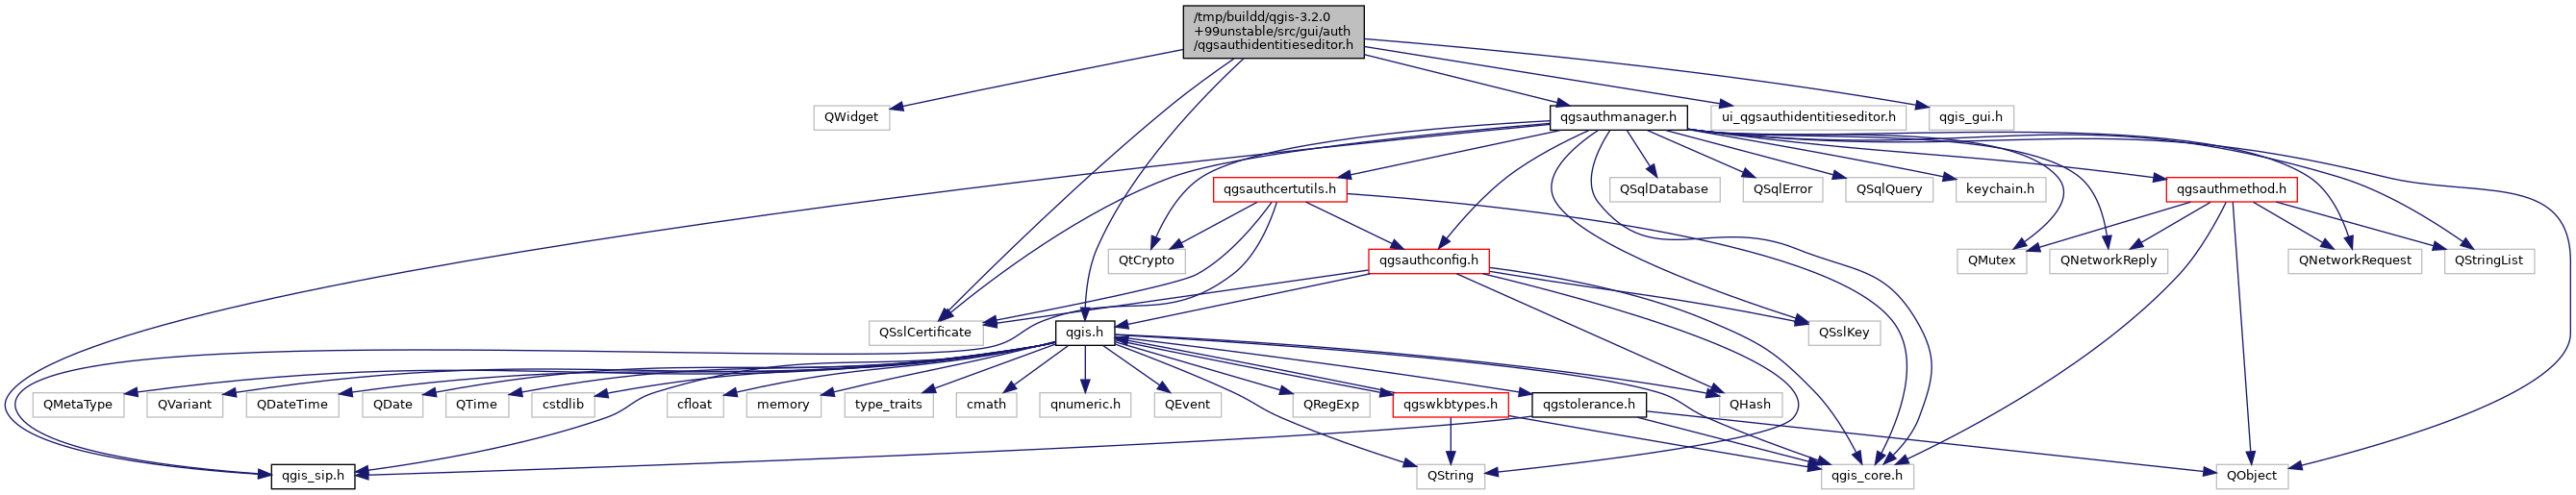 /tmp/buildd/qgis-3.2.0
+99unstable/src/gui/auth
/qgsauthidentitieseditor.h
QWidget
qgsauthmanager.h
ui_qgsauthidentitieseditor.h
qgis_gui.h
qgsauthcertutils.h
QSqlDatabase
QSqlError
QSqlQuery
keychain.h
qgsauthmethod.h
QtCrypto
qgsauthconfig.h
QMutex
QNetworkReply
QNetworkRequest
QStringList
QSslCertificate
qgis.h
QSslKey
QMetaType
QVariant
QDateTime
QDate
QTime
cstdlib
cfloat
memory
type_traits
cmath
qnumeric.h
QEvent
QRegExp
qgswkbtypes.h
qgstolerance.h
QHash
qgis_sip.h
QString
qgis_core.h
QObject